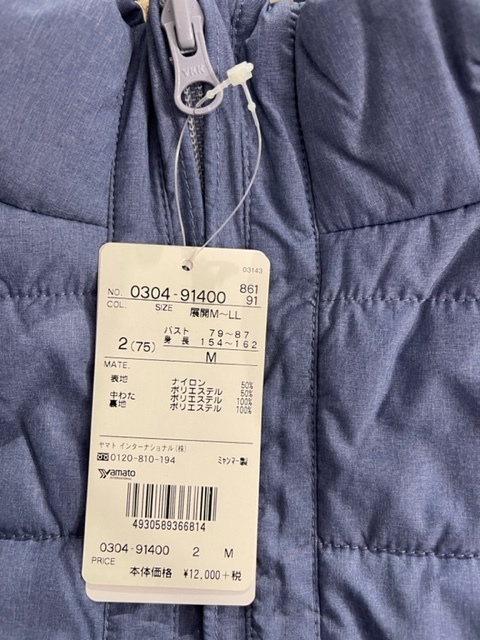 YKK
03143
NO. 0304-91400 861
COL. SIZE 展開M〜LL 91
2(75) バスト 79〜87
身長 154〜162
M
MATE.
表地 ナイロン 50%
ポリエステル 50%
中わた ポリエステル 100%
裏地 ポリエステル 100%
ヤマト インターナショナル(株)
0120-810-194 ミャンマー製
yamato
INTERNATIONAL
4930589366814
0304-91400 2 M
PRICE
本体価格 ¥12,000+税